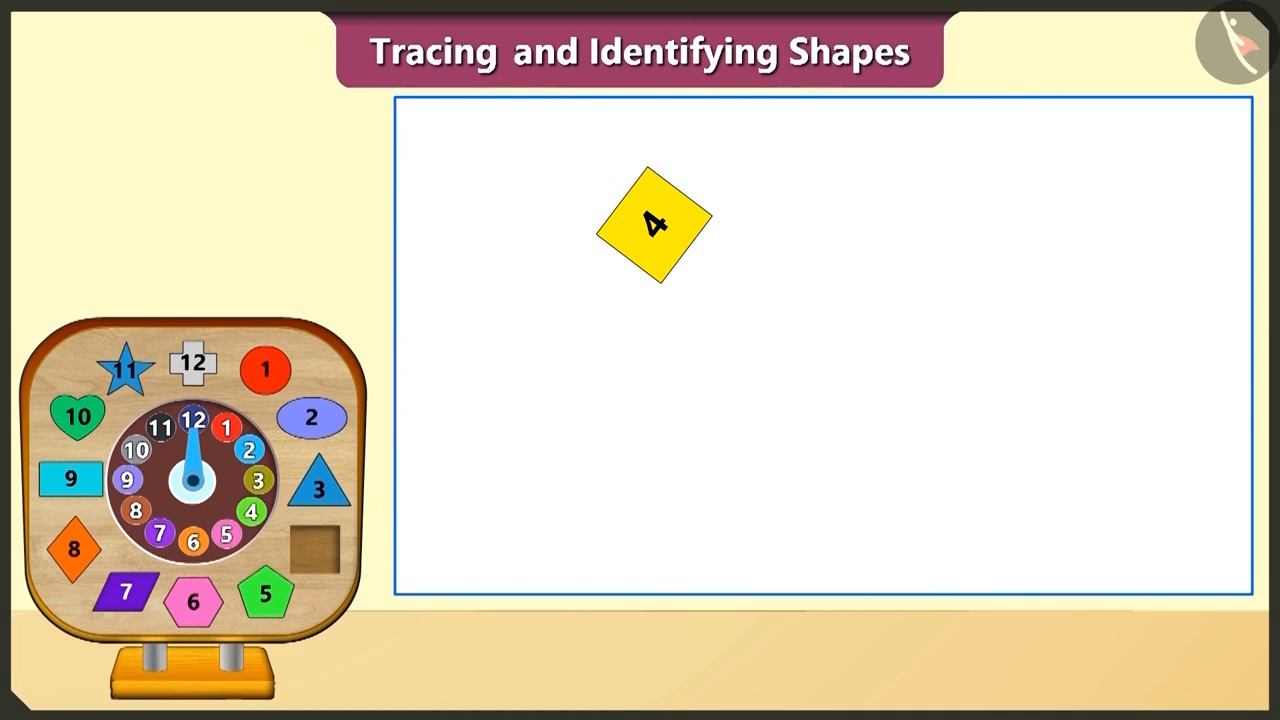 Tracing and Identifying Shapes
4
11 12 1
10 2
9 3
8
7 6 5
12
11 1
10 2
9 3
8 4
7 6 5